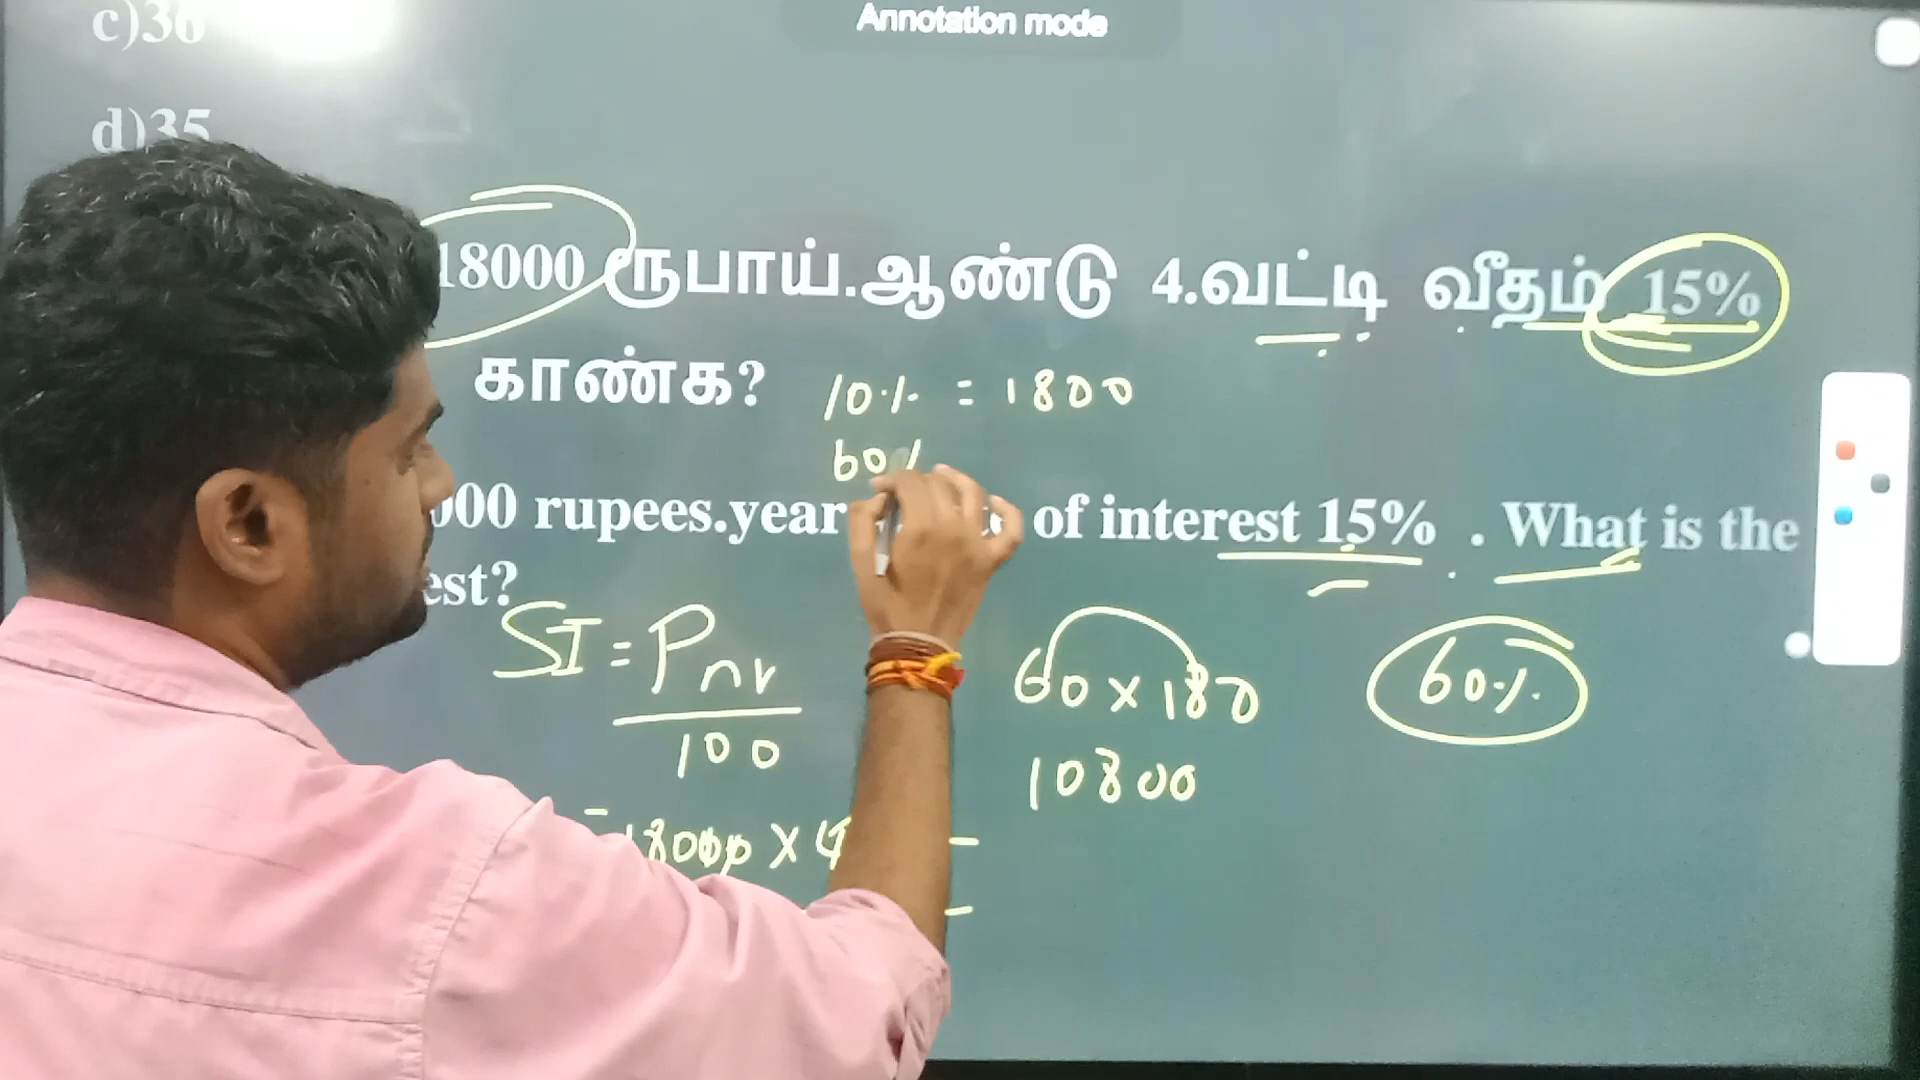 Annotation mode
c)36
d)35
18000 ரூபாய்.ஆண்டு 4.வட்டி வீதம் 15%
காண்க?
10% = 1800
60%
000 rupees.year of interest 15% . What is the
est?
SI = Pnr
100
60 x 180
60%
10800
18000 x 4